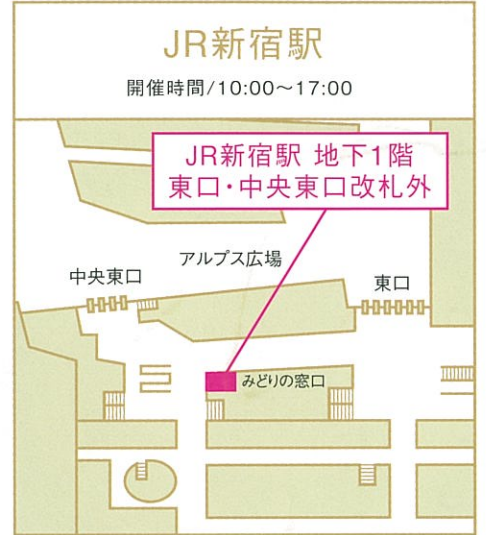 JR新宿駅
開催時間/10:00〜17:00
JR新宿駅 地下1階
東口・中央東口改札外
アルプス広場
中央東口
東口
みどりの窓口